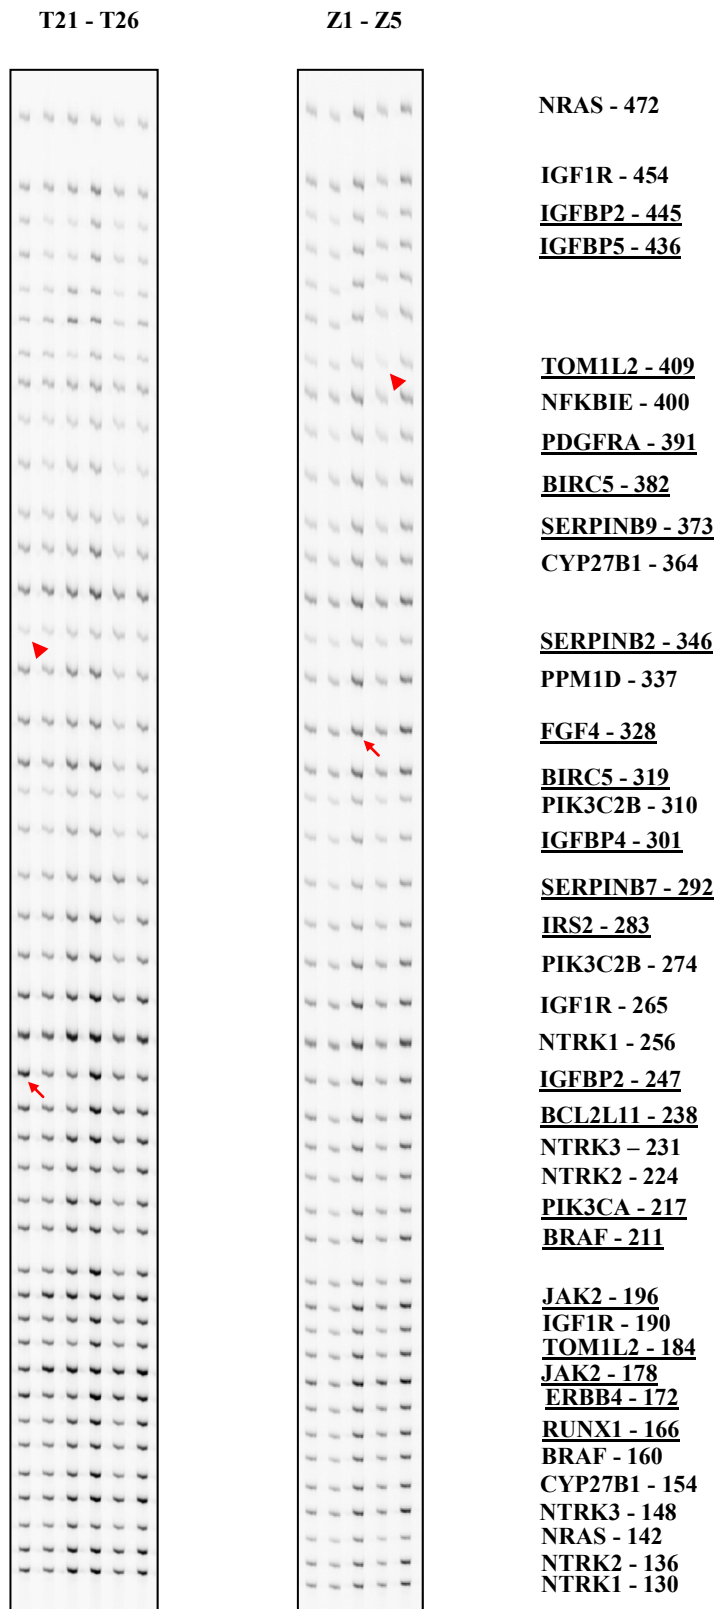 T21 - T26
Z1 - Z5
NRAS - 472
IGF1R - 454
IGFBP2 - 445
IGFBP5 - 436
TOM1L2 - 409
NFKBIE - 400
PDGFRA - 391
BIRC5 - 382
SERPINB9 - 373
CYP27B1 - 364
SERPINB2 - 346
PPM1D - 337
FGF4 - 328
BIRC5 - 319
PIK3C2B - 310
IGFBP4 - 301
SERPINB7 - 292
IRS2 - 283
PIK3C2B - 274
IGF1R - 265
NTRK1 - 256
IGFBP2 - 247
BCL2L11 - 238
NTRK3 – 231
NTRK2 - 224
PIK3CA - 217
BRAF - 211
JAK2 - 196
IGF1R - 190
TOM1L2 - 184
JAK2 - 178
ERBB4 - 172
RUNX1 - 166
BRAF - 160
CYP27B1 - 154
NTRK3 - 148
NRAS - 142
NTRK2 - 136
NTRK1 - 130